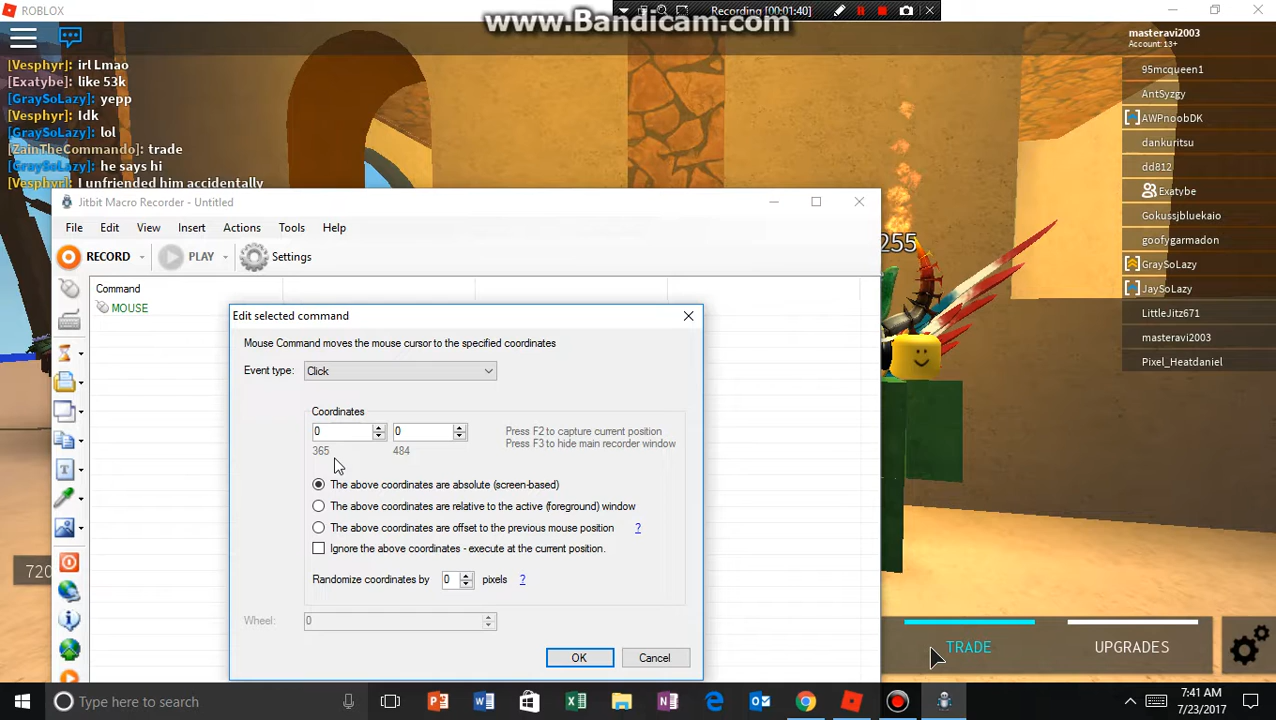 ROBLOX
Recording [00:01:40]
www.Bandicam.com
[Vesphyr]: irl Lmao
[Exatybe]: like 53k
[GraySoLazy]: yepp
[Vesphyr]: Idk
[GraySoLazy]: lol
[ZainTheCommando]: trade
[GraySoLazy]: he says hi
[Vesphyr]: I unfriended him accidentally
masteravi2003
Account: 13+
95mcqueen1
AntSyzgy
AWPnoobDK
dankuritsu
dd812
Exatybe
Gokussjbluekaio
goofygarmadon
GraySoLazy
JaySoLazy
LittleJitz671
masteravi2003
Pixel_Heatdaniel
255
Jitbit Macro Recorder - Untitled
File Edit View Insert Actions Tools Help
RECORD PLAY Settings
Command
MOUSE
Edit selected command
Mouse Command moves the mouse cursor to the specified coordinates
Event type: Click
Coordinates
0 0
365 484
Press F2 to capture current position
Press F3 to hide main recorder window
The above coordinates are absolute (screen-based)
The above coordinates are relative to the active (foreground) window
The above coordinates are offset to the previous mouse position ?
Ignore the above coordinates - execute at the current position.
Randomize coordinates by 0 pixels ?
Wheel: 0
OK Cancel
720
TRADE
UPGRADES
Type here to search
7:41 AM
7/23/2017